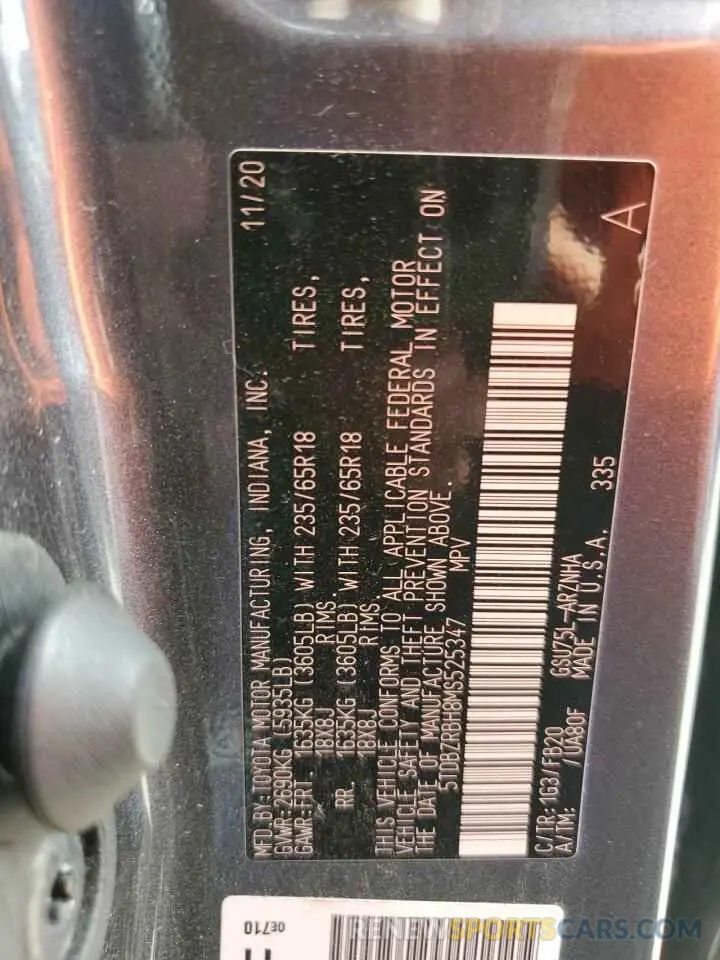 MFD. BY: TOYOTA MOTOR MANUFACTURING, INDIANA, INC. 11/20
GVWR: 2690KG (5935LB)
GAWR: FRT. 1635KG (3605LB) WITH 235/65R18 TIRES,
18X8J RIMS.
RR. 1635KG (3605LB) WITH 235/65R18 TIRES,
18X8J RIMS.
THIS VEHICLE CONFORMS TO ALL APPLICABLE FEDERAL MOTOR
VEHICLE SAFETY AND THEFT PREVENTION STANDARDS IN EFFECT ON
THE DATE OF MANUFACTURE SHOWN ABOVE.
5TDBZRBH8MS525347 MPV
C/TR: 1G3/FB20 GSU75L-ARZNHA
A/TM: /UA80F MADE IN U.S.A. 335 A
0E710
RENEWSPORTSCARS.COM